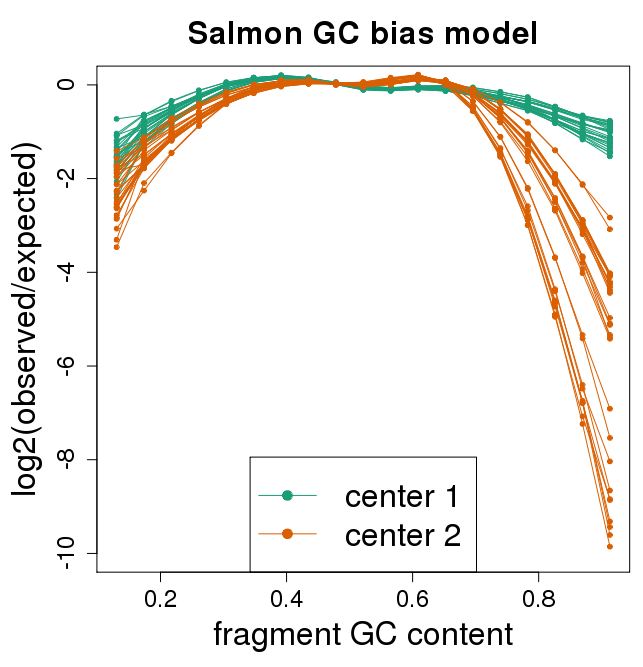 Salmon GC bias model
log2(observed/expected)
0
-2
-4
-6
-8
-10
center 1
center 2
0.2 0.4 0.6 0.8
fragment GC content